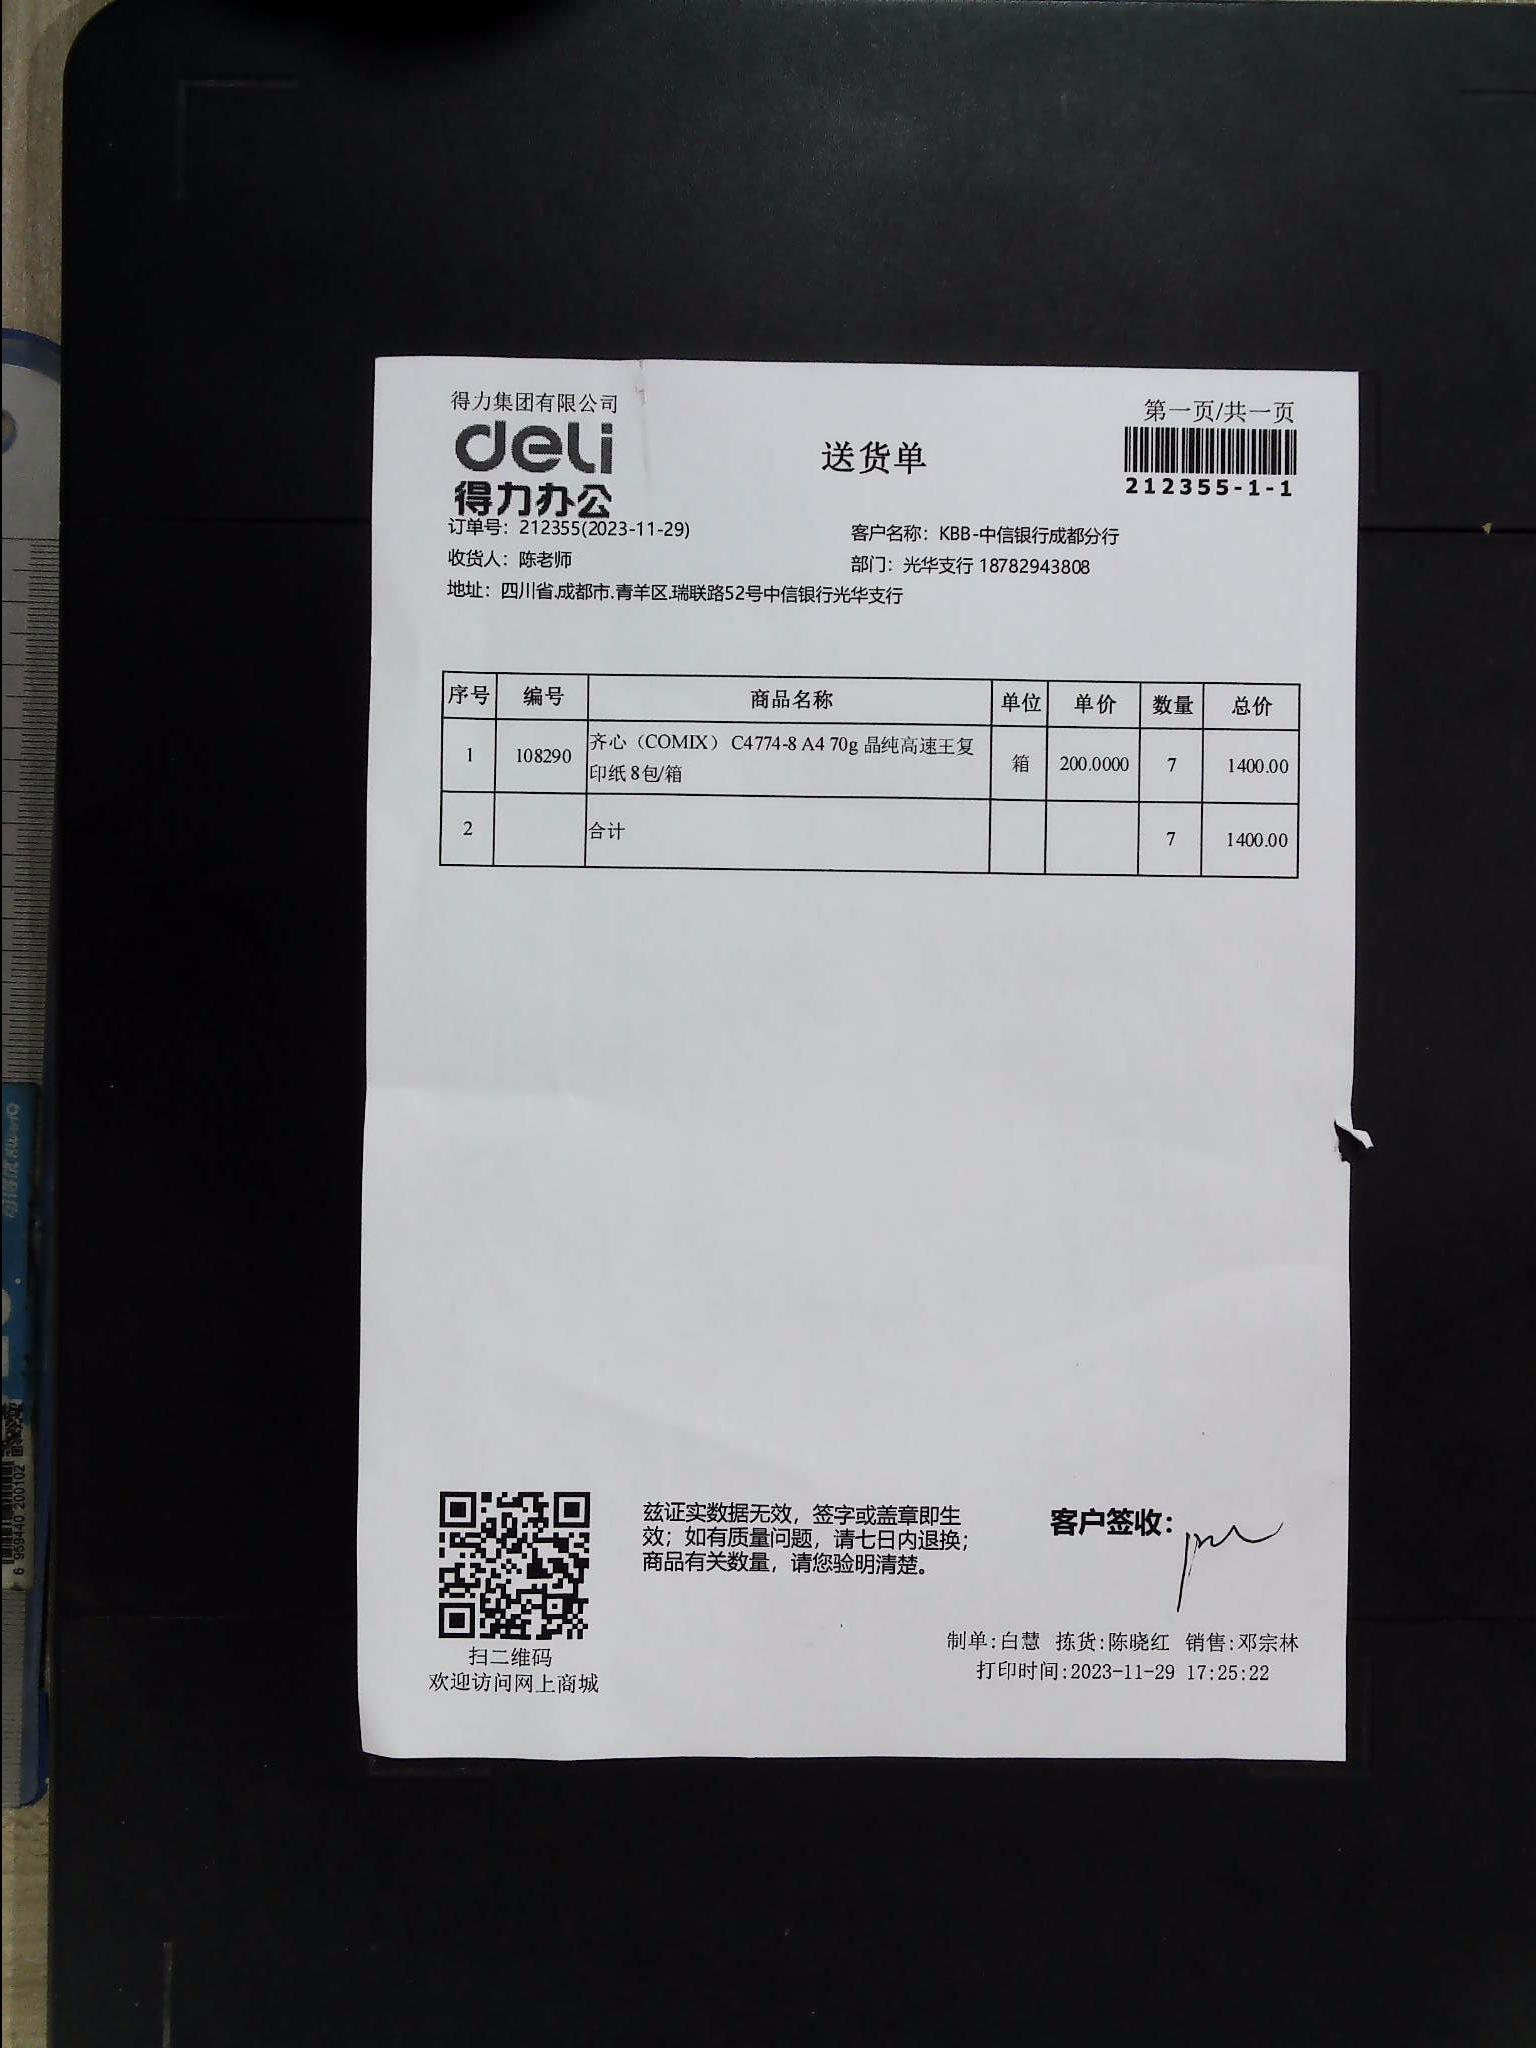 得力集团有限公司
deli
得力办公
送货单
第一页/共一页
212355-1-1
订单号：212355(2023-11-29)
客户名称：KBB-中信银行成都分行
收货人：陈老师
部门：光华支行 18782943808
地址：四川省.成都市.青羊区.瑞联路52号中信银行光华支行
序号 编号 商品名称 单位 单价 数量 总价
1 108290 齐心（COMIX） C4774-8 A4 70g 晶纯高速王复 箱 200.0000 7 1400.00
印纸 8包/箱
2 合计 7 1400.00
兹证实数据无效，签字或盖章即生
效；如有质量问题，请七日内退换；
商品有关数量，请您验明清楚。
客户签收：
扫二维码
欢迎访问网上商城
制单:白慧 拣货:陈晓红 销售:邓宗林
打印时间:2023-11-29 17:25:22
6 959440 200102